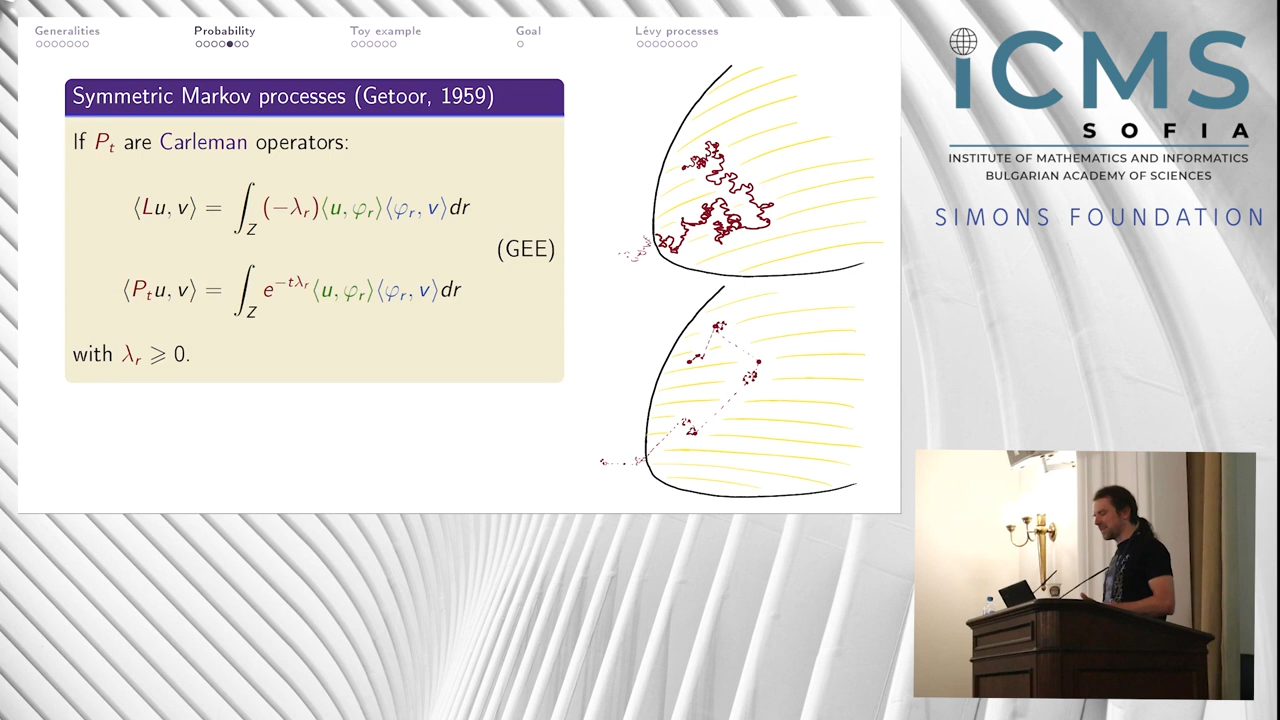 Generalities
Probability
Toy example
Goal
Lévy processes
Symmetric Markov processes (Getoor, 1959)
If P_t are Carleman operators:
⟨Lu, v⟩ = ∫_Z (−λ_r)⟨u, φ_r⟩⟨φ_r, v⟩dr
(GEE)
⟨P_t u, v⟩ = ∫_Z e^{−tλ_r}⟨u, φ_r⟩⟨φ_r, v⟩dr
with λ_r ⩾ 0.
iCMS
SOFIA
INSTITUTE OF MATHEMATICS AND INFORMATICS
BULGARIAN ACADEMY OF SCIENCES
SIMONS FOUNDATION